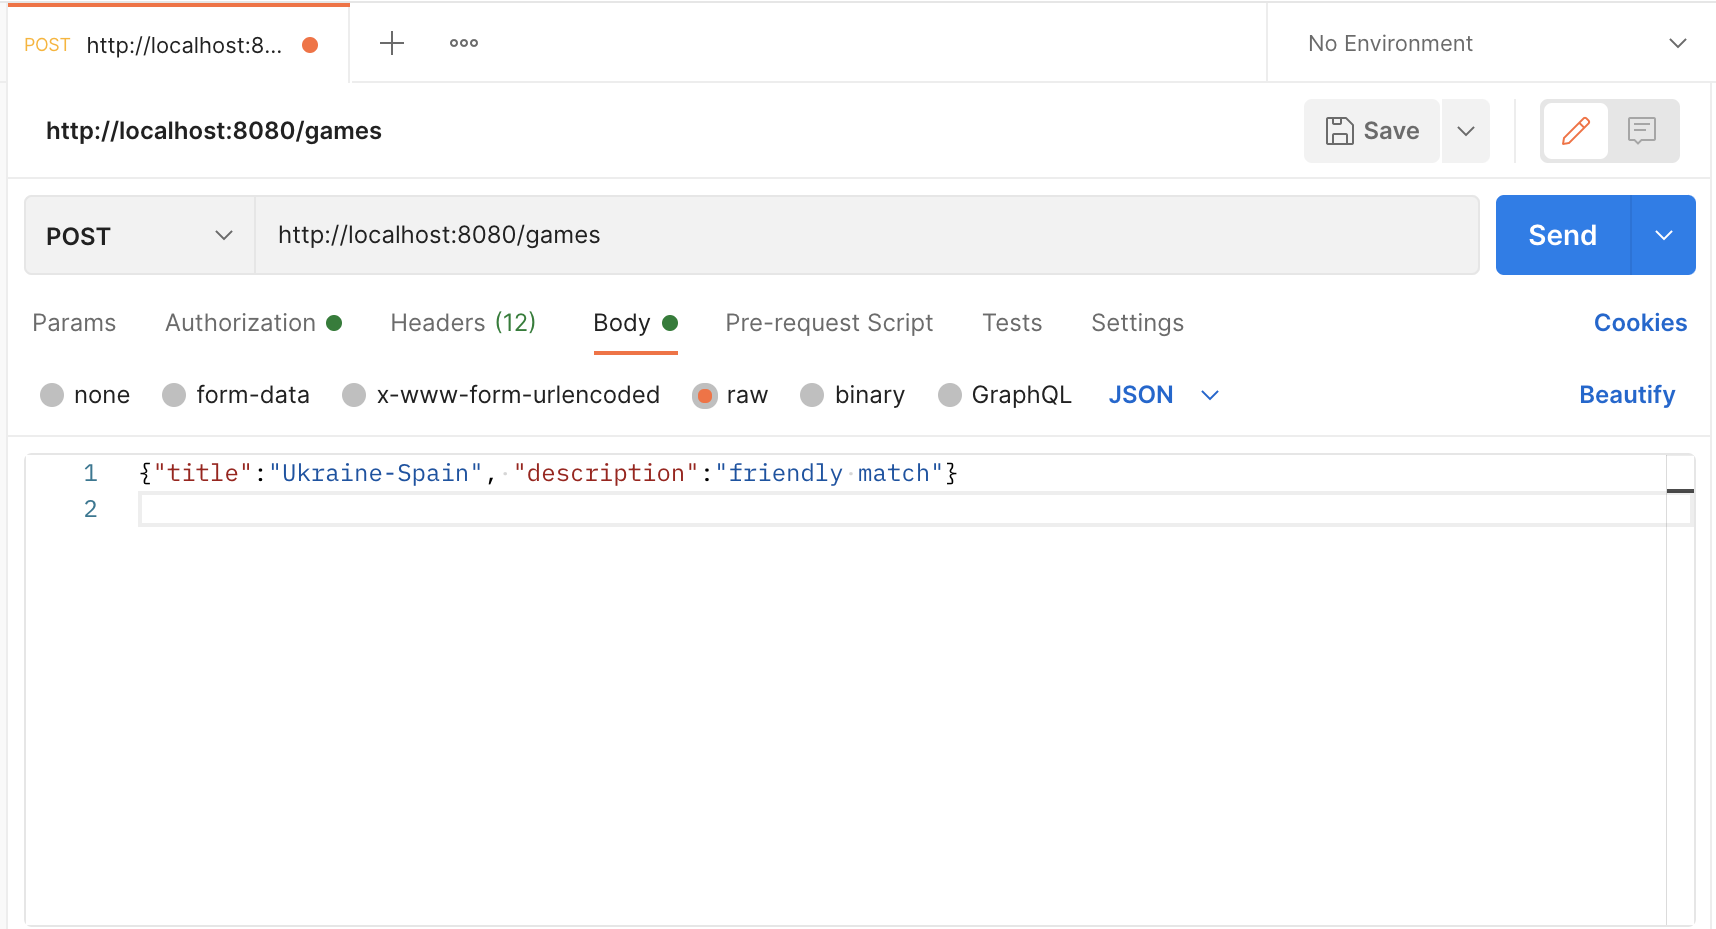 POST http://localhost:8...
No Environment
http://localhost:8080/games
Save
POST http://localhost:8080/games Send
Params Authorization Headers (12) Body Pre-request Script Tests Settings Cookies
none form-data x-www-form-urlencoded raw binary GraphQL JSON Beautify
1 {"title":"Ukraine-Spain", "description":"friendly match"}
2